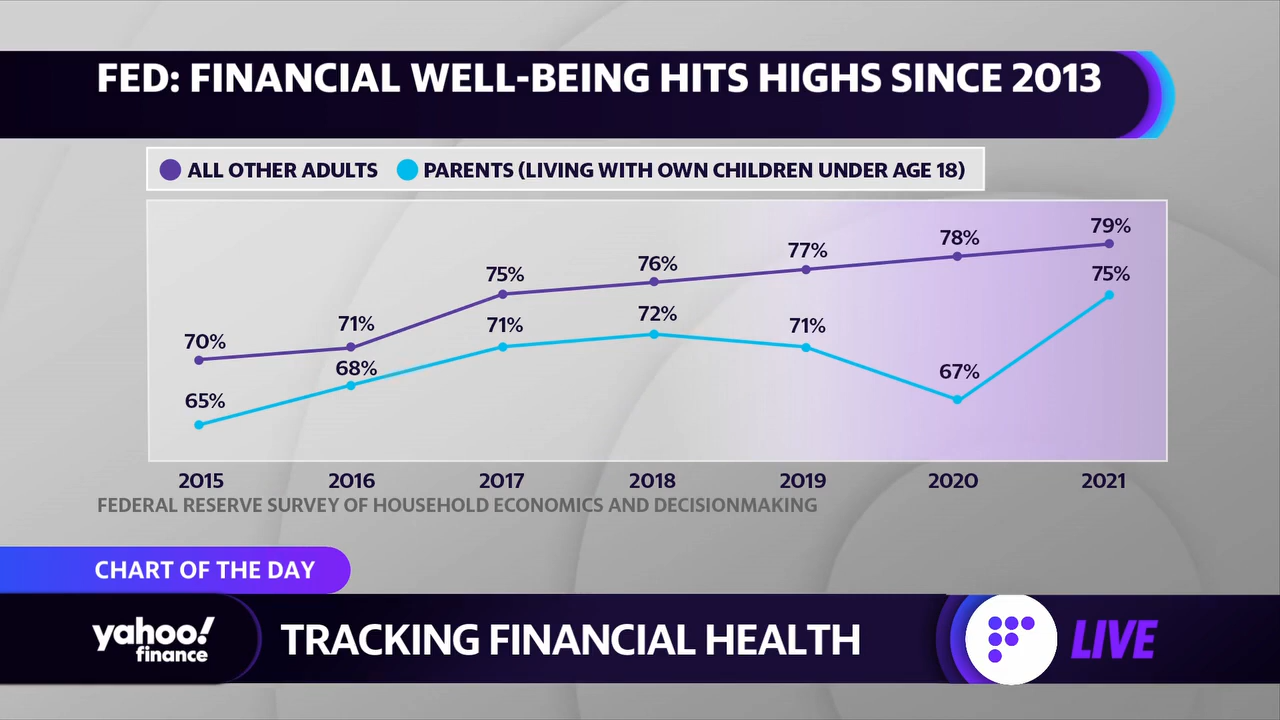 FED: FINANCIAL WELL-BEING HITS HIGHS SINCE 2013
ALL OTHER ADULTS PARENTS (LIVING WITH OWN CHILDREN UNDER AGE 18)
79%
78%
77%
76%
75%
75%
72%
71%
71%
71%
70%
68%
67%
65%
2015 2016 2017 2018 2019 2020 2021
FEDERAL RESERVE SURVEY OF HOUSEHOLD ECONOMICS AND DECISIONMAKING
CHART OF THE DAY
yahoo!
finance
TRACKING FINANCIAL HEALTH
LIVE